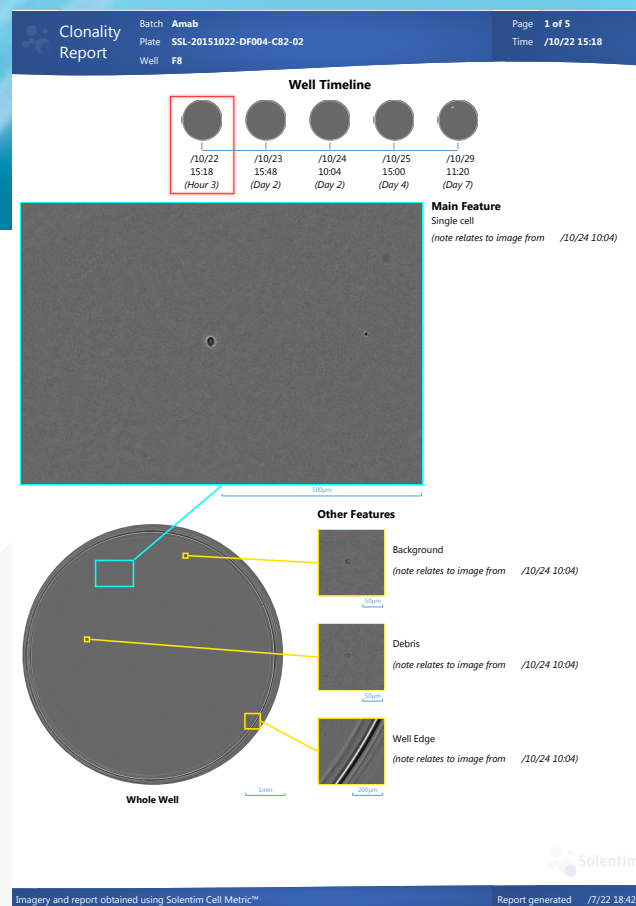 Clonality Report
Batch Amab
Plate SSL-20151022-DF004-C82-02
Well F8
Page 1 of 5
Time /10/22 15:18
Well Timeline
/10/22 /10/23 /10/24 /10/25 /10/29
15:18 15:48 10:04 15:00 11:20
(Hour 3) (Day 2) (Day 2) (Day 4) (Day 7)
Main Feature
Single cell
(note relates to image from /10/24 10:04)
500µm
Other Features
Background
(note relates to image from /10/24 10:04)
50µm
Debris
(note relates to image from /10/24 10:04)
50µm
Well Edge
(note relates to image from /10/24 10:04)
1mm 200µm
Whole Well
Solentim
Imagery and report obtained using Solentim Cell Metric™ Report generated /7/22 18:42